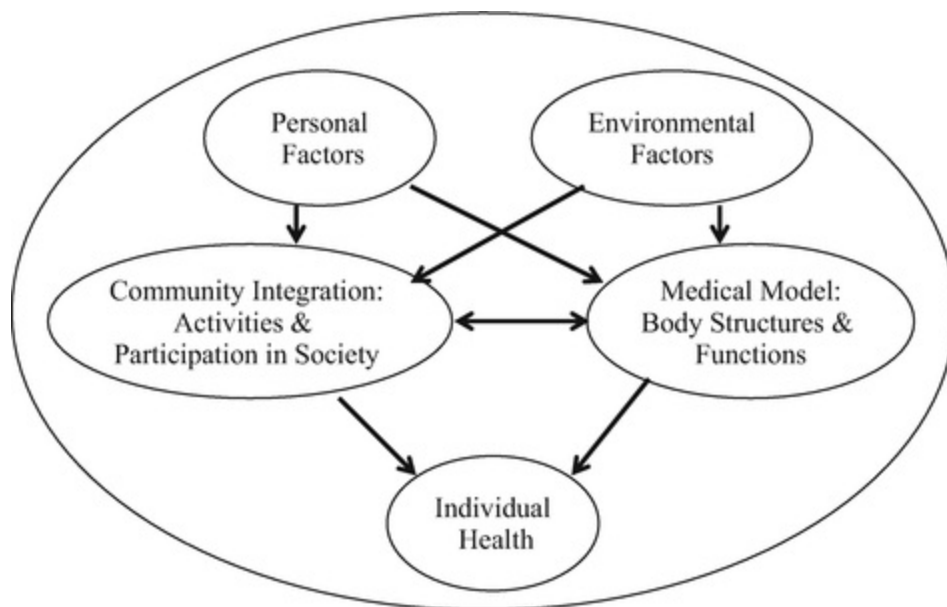 Personal
Factors
Environmental
Factors
Community Integration:
Activities &
Participation in Society
Medical Model:
Body Structures &
Functions
Individual
Health